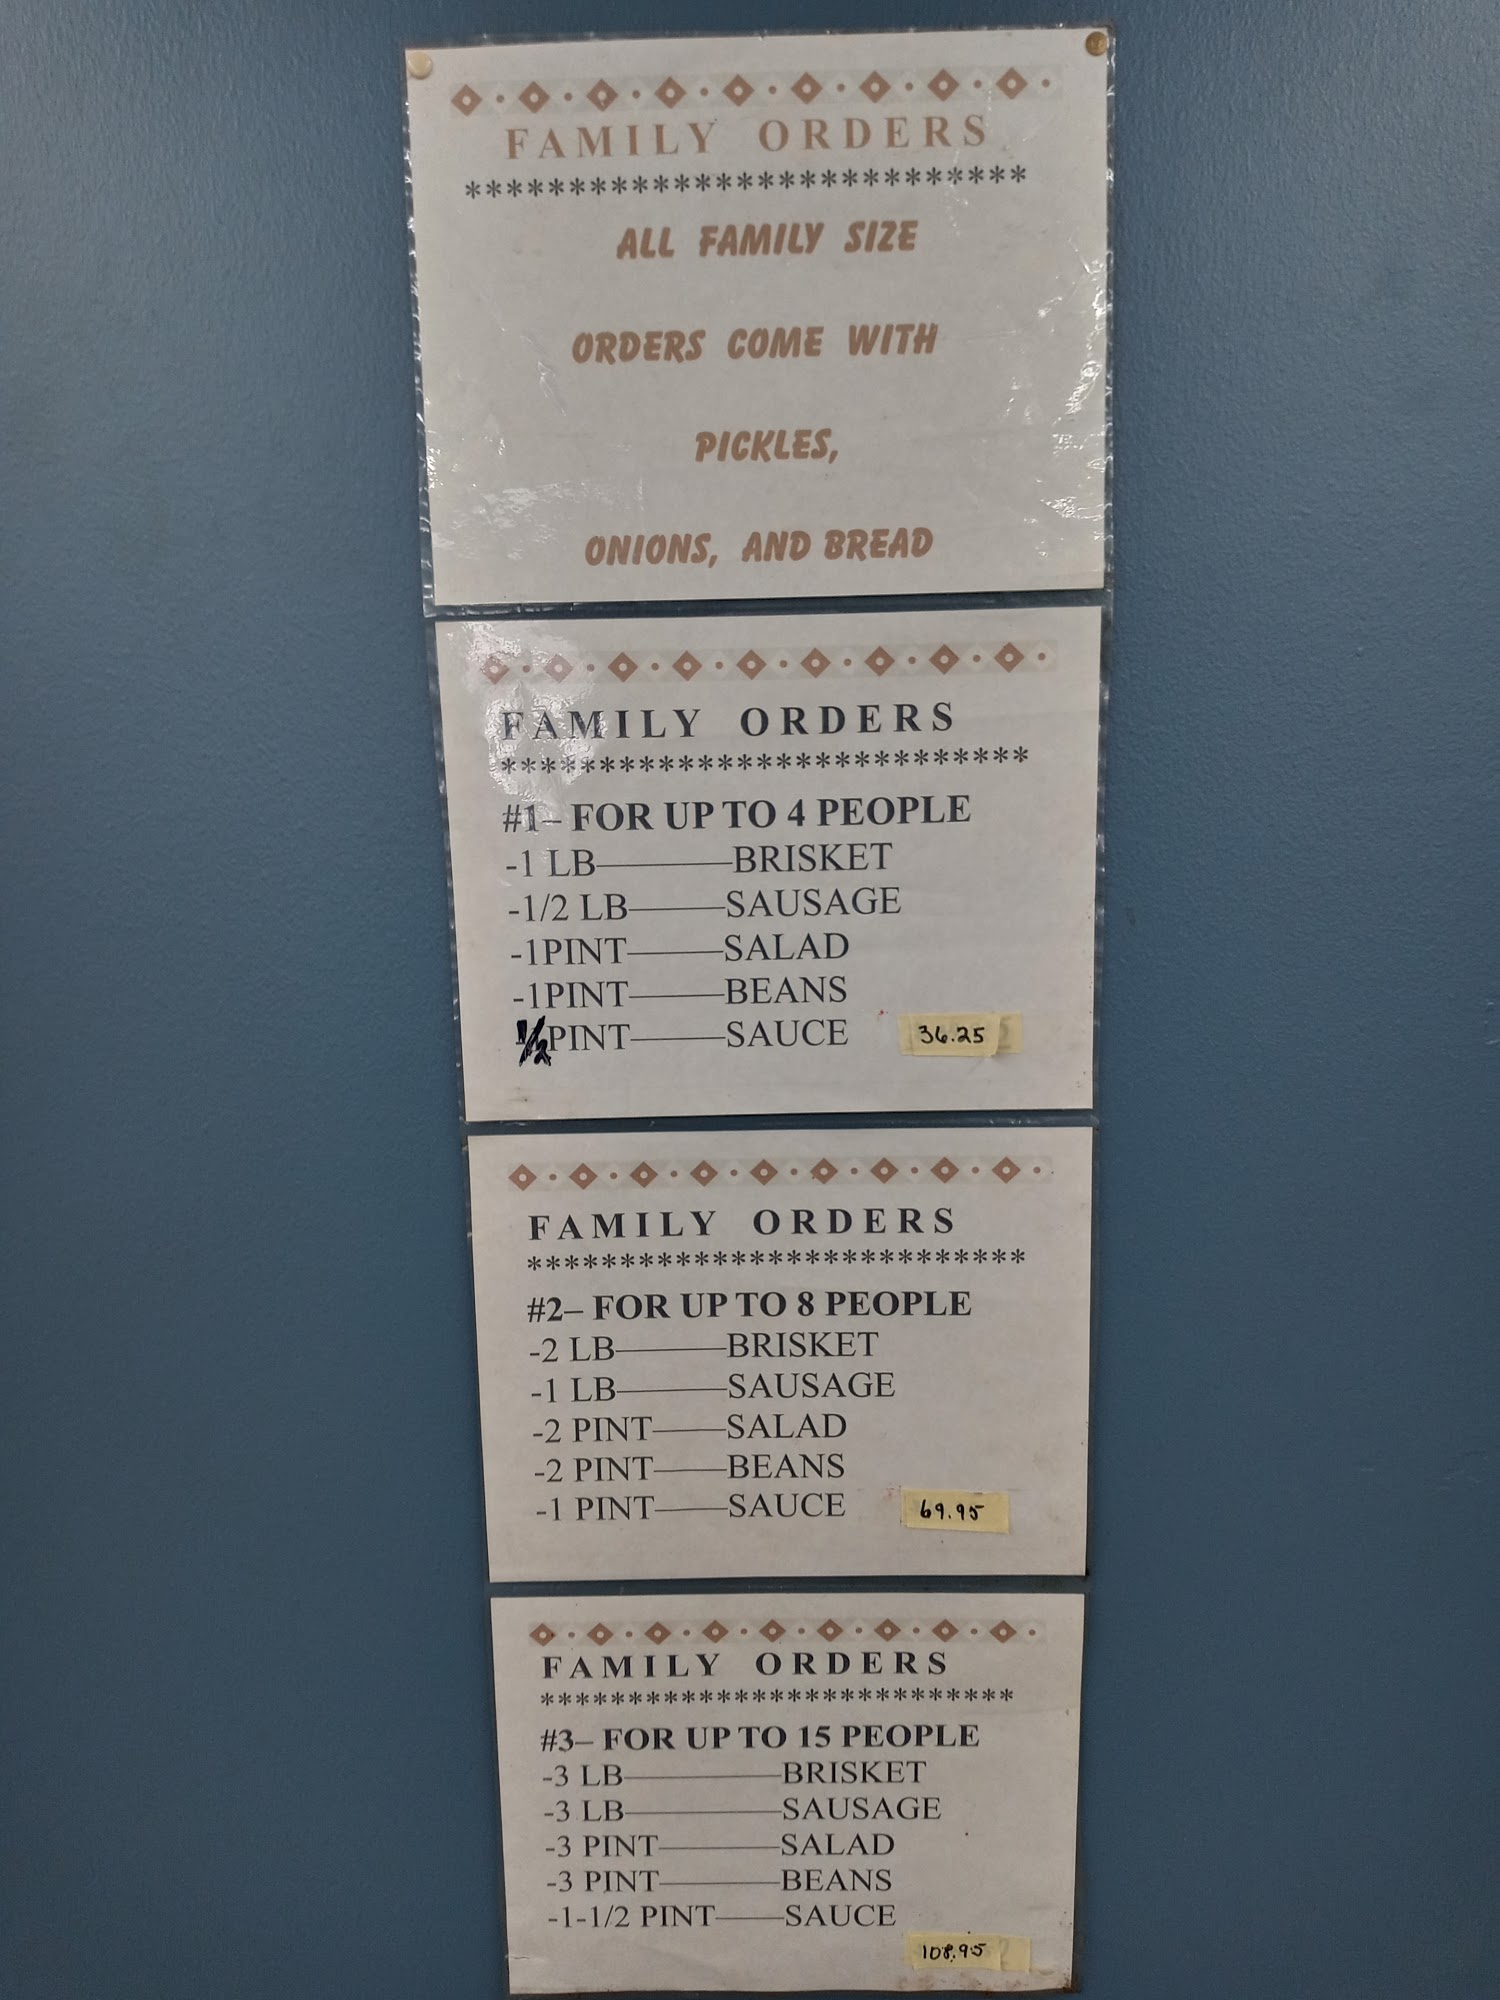 FAMILY ORDERS
***************************
ALL FAMILY SIZE
ORDERS COME WITH
PICKLES,
ONIONS, AND BREAD
FAMILY ORDERS
***************************
#1– FOR UP TO 4 PEOPLE
-1 LB———BRISKET
-1/2 LB——SAUSAGE
-1PINT——SALAD
-1PINT——BEANS
1/2 PINT——SAUCE 36.25
FAMILY ORDERS
***************************
#2– FOR UP TO 8 PEOPLE
-2 LB———BRISKET
-1 LB———SAUSAGE
-2 PINT——SALAD
-2 PINT——BEANS
-1 PINT——SAUCE 69.95
FAMILY ORDERS
***************************
#3– FOR UP TO 15 PEOPLE
-3 LB————BRISKET
-3 LB————SAUSAGE
-3 PINT———SALAD
-3 PINT———BEANS
-1-1/2 PINT——SAUCE
108.95